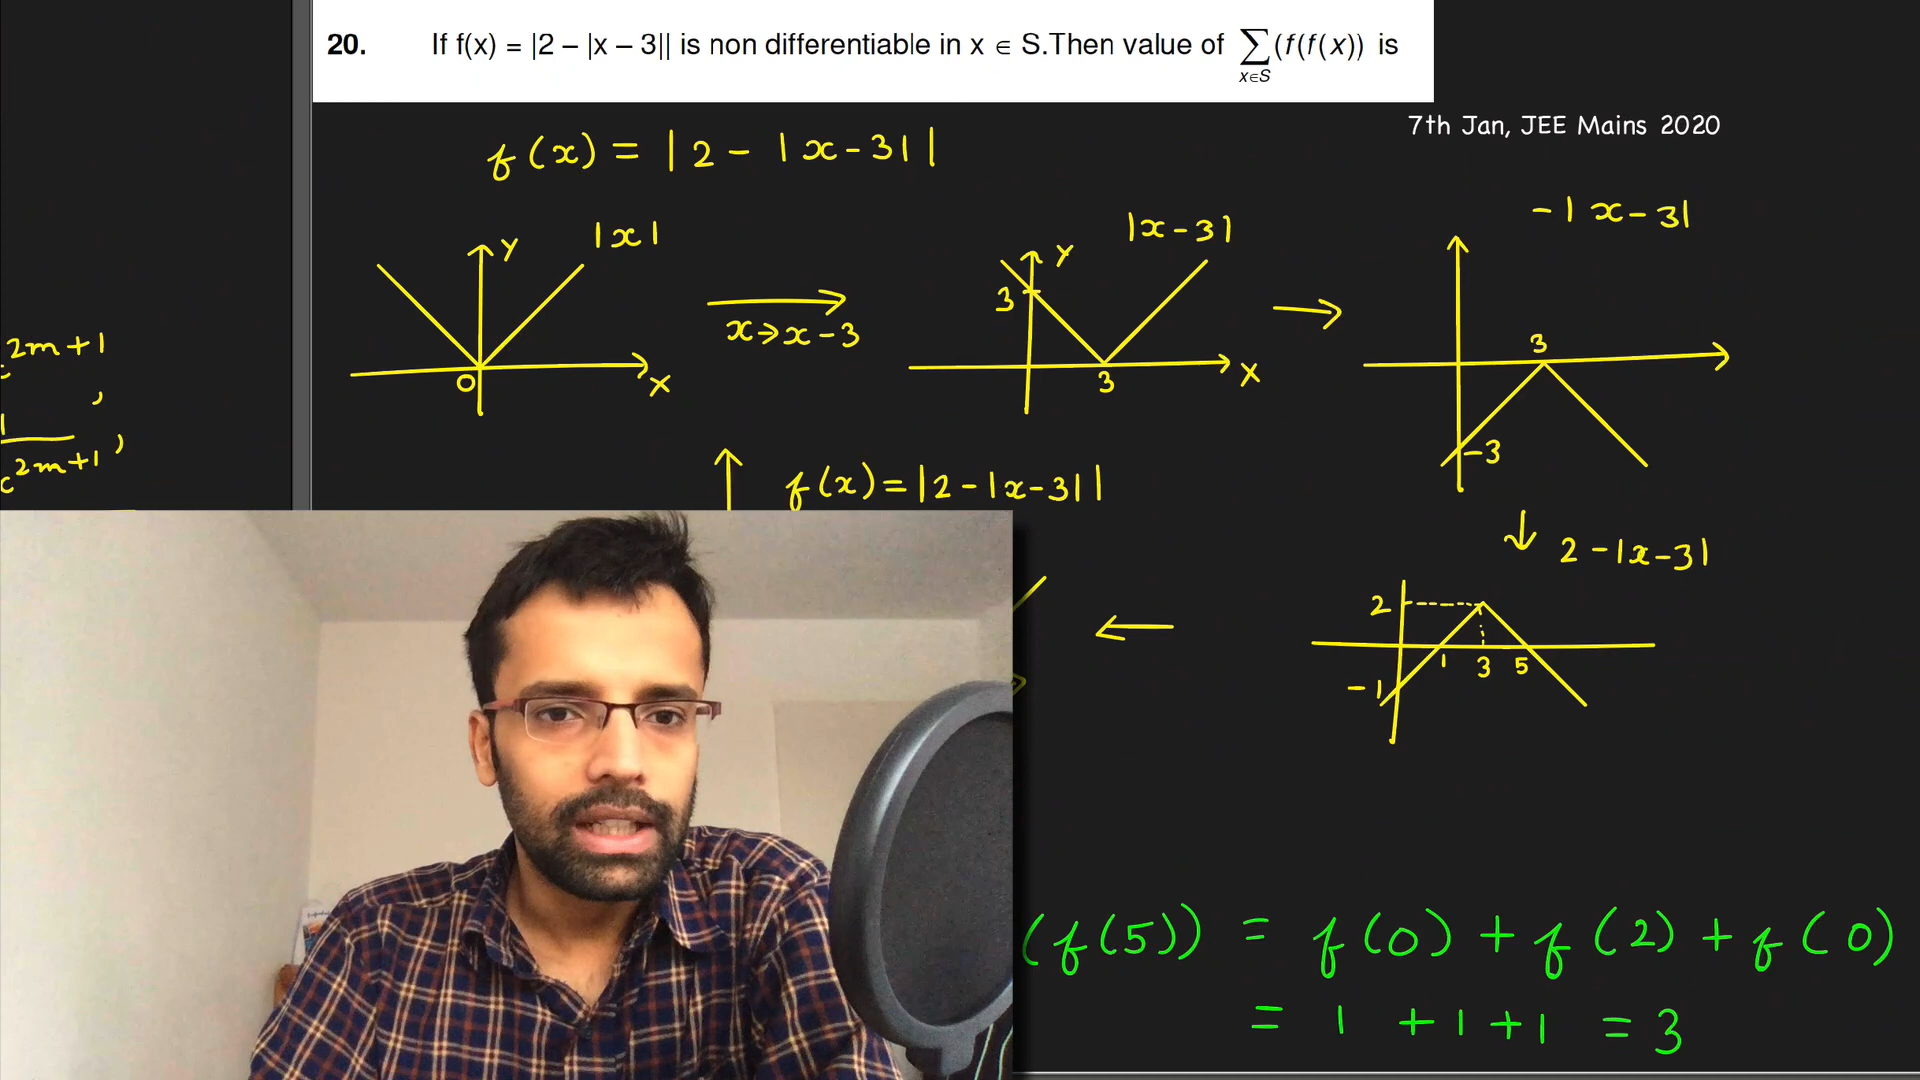 20. If f(x) = |2 – |x – 3|| is non differentiable in x ∈ S.Then value of ∑ (f(f(x)) is
x∈S
7th Jan, JEE Mains 2020
f(x) = |2 - |x-3||
|x|
|x-3|
-|x-3|
Y
Y
3
x→x-3
0
X
3
X
3
-3
2m+1
,
1
2m+1 ,
f(x)=|2-|x-3||
2-|x-3|
2
1 3 5
-1
(f(5)) = f(0) + f(2) + f(0)
= 1 + 1 + 1 = 3